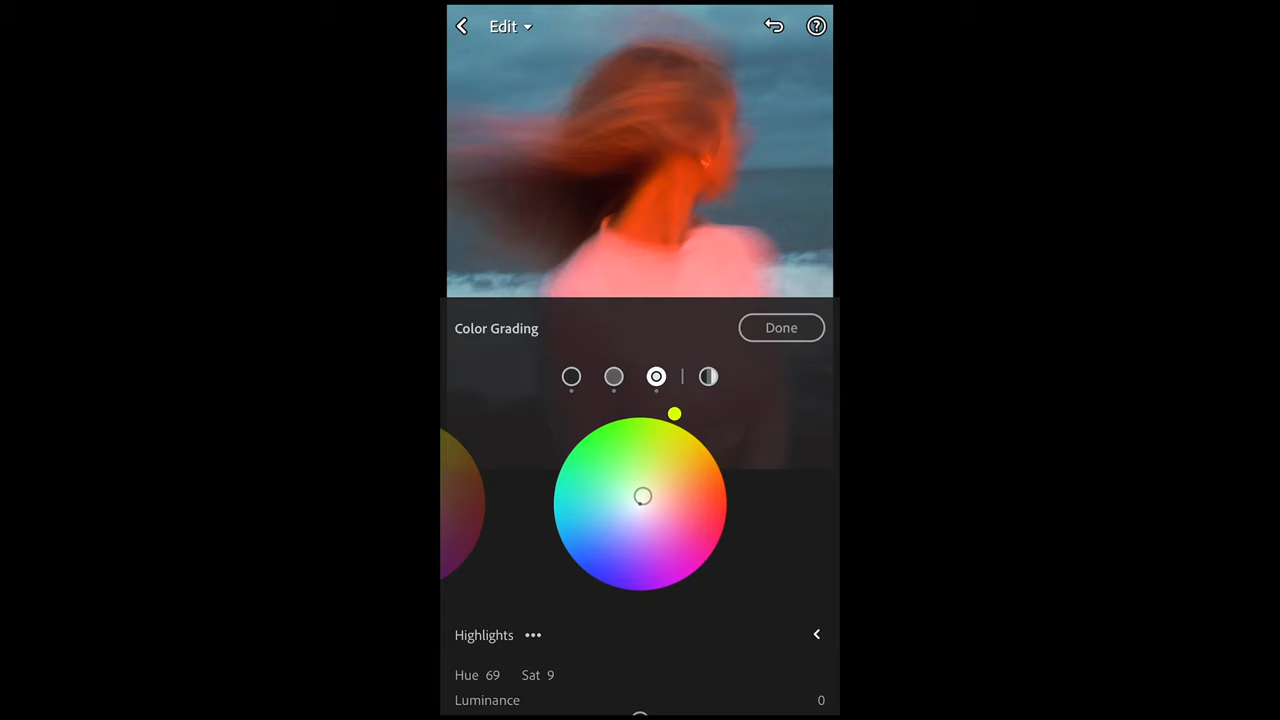 Edit
Color Grading
Done
Highlights
Hue 69 Sat 9
Luminance 0